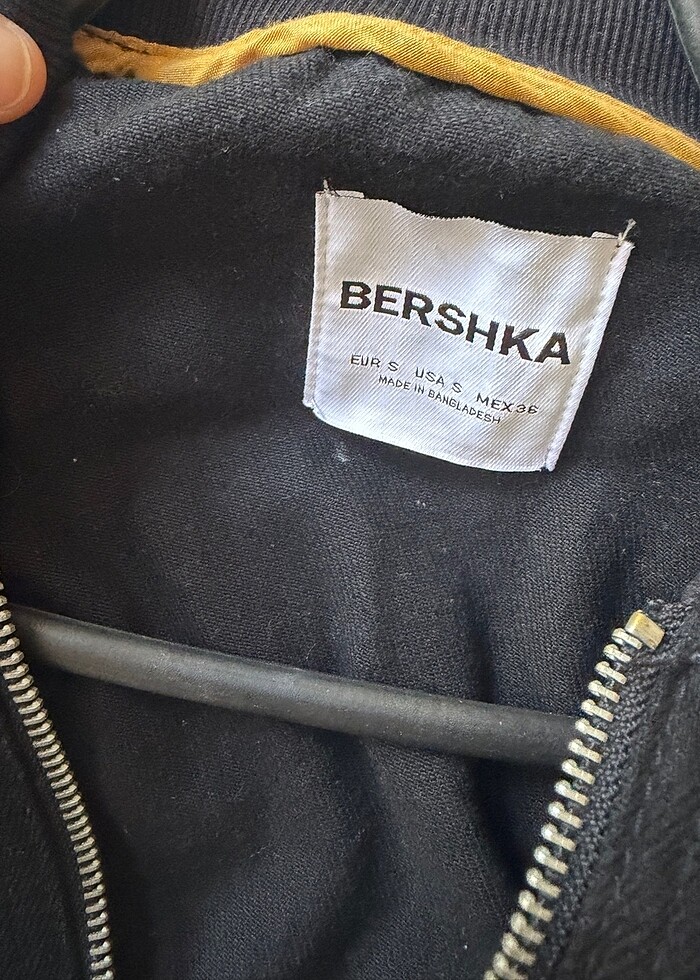 BERSHKA
EUR S USA S MEX 36
MADE IN BANGLADESH